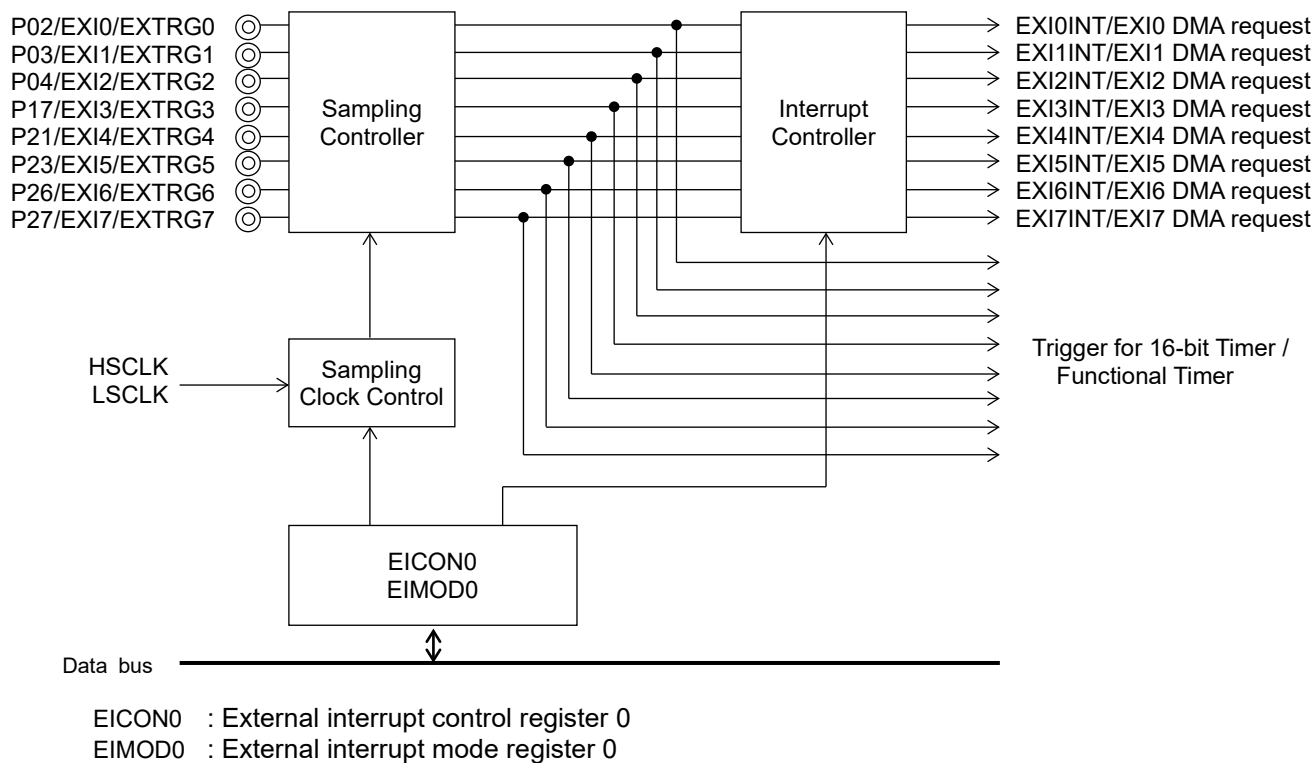 P02/EXI0/EXTRG0
P03/EXI1/EXTRG1
P04/EXI2/EXTRG2
P17/EXI3/EXTRG3
P21/EXI4/EXTRG4
P23/EXI5/EXTRG5
P26/EXI6/EXTRG6
P27/EXI7/EXTRG7
Sampling
Controller
Interrupt
Controller
EXI0INT/EXI0 DMA request
EXI1INT/EXI1 DMA request
EXI2INT/EXI2 DMA request
EXI3INT/EXI3 DMA request
EXI4INT/EXI4 DMA request
EXI5INT/EXI5 DMA request
EXI6INT/EXI6 DMA request
EXI7INT/EXI7 DMA request
HSCLK
LSCLK
Sampling
Clock Control
Trigger for 16-bit Timer /
Functional Timer
EICON0
EIMOD0
Data bus
EICON0 : External interrupt control register 0
EIMOD0 : External interrupt mode register 0